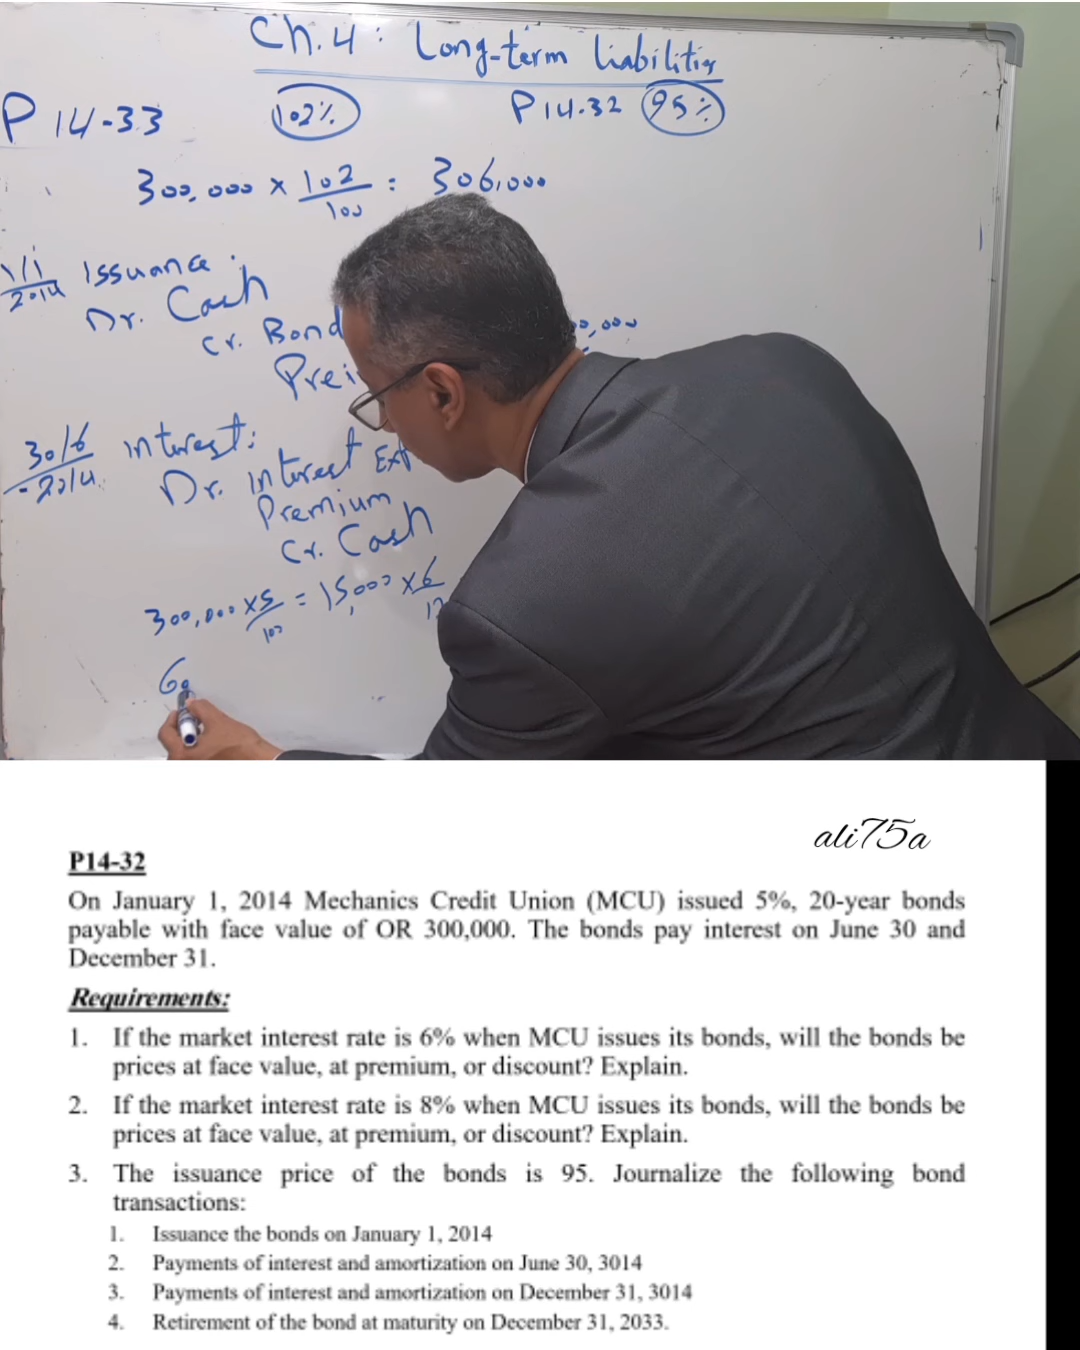 Ch.4: Long-term liabilities
P 14-33 102% P14.32 95%
300,000 × 102/100 = 306,000
1/1/2014 Issuance:
Dr. Cash
Cr. Bond
30/6/2014 interest:
Dr. Interest Exp
Premium
Cr. Cash
300,000 × 5/100 = 15,000 × 6/12
ali75a
P14-32
On January 1, 2014 Mechanics Credit Union (MCU) issued 5%, 20-year bonds
payable with face value of OR 300,000. The bonds pay interest on June 30 and
December 31.
Requirements:
1. If the market interest rate is 6% when MCU issues its bonds, will the bonds be
prices at face value, at premium, or discount? Explain.
2. If the market interest rate is 8% when MCU issues its bonds, will the bonds be
prices at face value, at premium, or discount? Explain.
3. The issuance price of the bonds is 95. Journalize the following bond
transactions:
1. Issuance the bonds on January 1, 2014
2. Payments of interest and amortization on June 30, 3014
3. Payments of interest and amortization on December 31, 3014
4. Retirement of the bond at maturity on December 31, 2033.